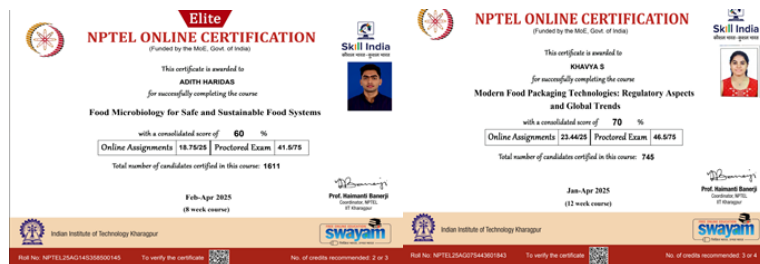 Elite
NPTEL ONLINE CERTIFICATION
(Funded by the MoE, Govt. of India)
Skill India
कौशल भारत - कुशल भारत
This certificate is awarded to
ADITH HARIDAS
for successfully completing the course
Food Microbiology for Safe and Sustainable Food Systems
with a consolidated score of 60 %
Online Assignments 18.75/25 Proctored Exam 41.5/75
Total number of candidates certified in this course: 1611
Feb-Apr 2025
(8 week course)
Prof. Haimanti Banerji
Coordinator, NPTEL
IIT Kharagpur
Indian Institute of Technology Kharagpur
swayam
Roll No: NPTEL25AG14S358500145 To verify the certificate No. of credits recommended: 2 or 3
NPTEL ONLINE CERTIFICATION
(Funded by the MoE, Govt. of India)
Skill India
कौशल भारत - कुशल भारत
This certificate is awarded to
KHAVYA S
for successfully completing the course
Modern Food Packaging Technologies: Regulatory Aspects
and Global Trends
with a consolidated score of 70 %
Online Assignments 23.44/25 Proctored Exam 46.5/75
Total number of candidates certified in this course: 745
Jan-Apr 2025
(12 week course)
Prof. Haimanti Banerji
Coordinator, NPTEL
IIT Kharagpur
Indian Institute of Technology Kharagpur
swayam
Roll No: NPTEL25AG07S443601843 To verify the certificate No. of credits recommended: 3 or 4